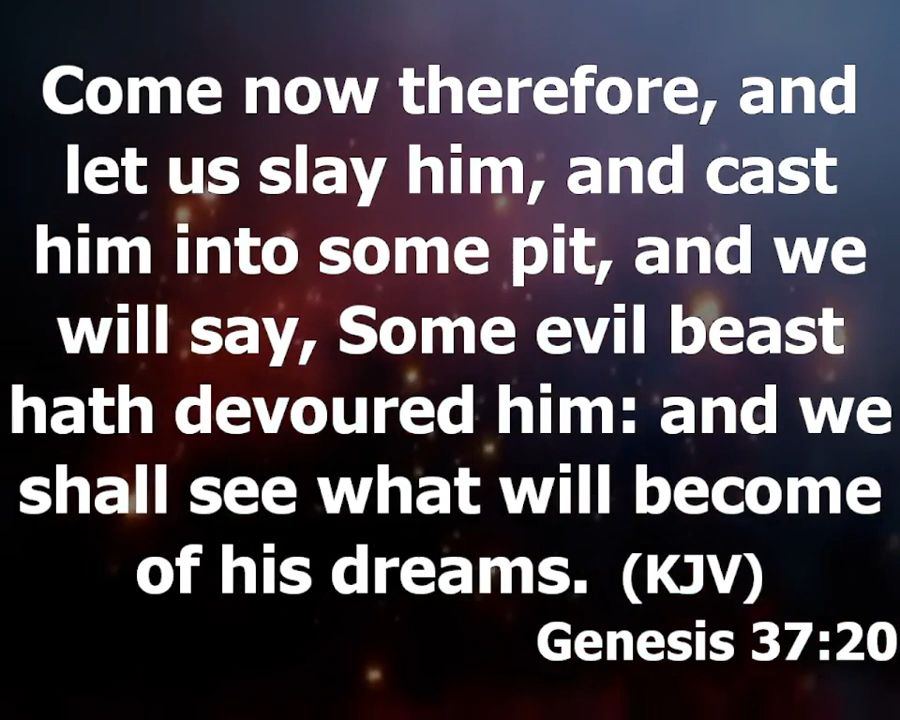 Come now therefore, and
let us slay him, and cast
him into some pit, and we
will say, Some evil beast
hath devoured him: and we
shall see what will become
of his dreams. (KJV)
Genesis 37:20